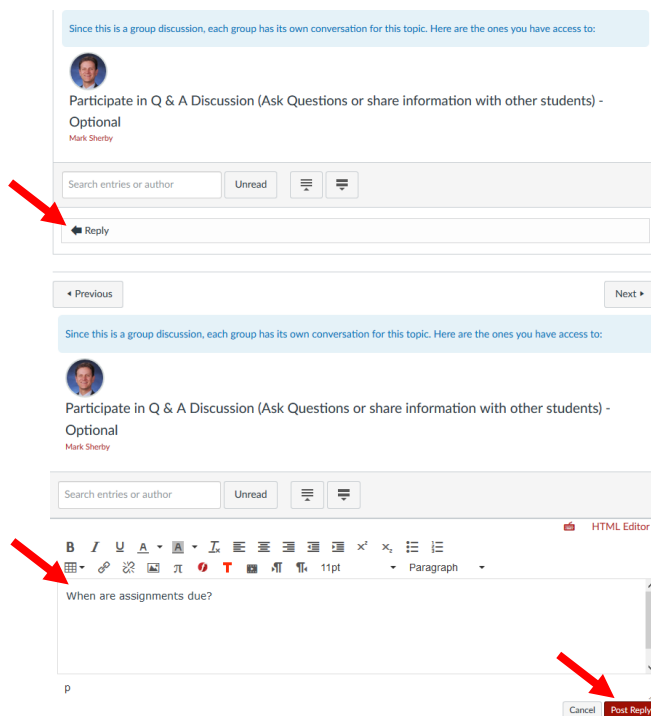 Since this is a group discussion, each group has its own conversation for this topic. Here are the ones you have access to:
Participate in Q & A Discussion (Ask Questions or share information with other students) -
Optional
Mark Sherby
Search entries or author Unread
Reply
Previous Next
Since this is a group discussion, each group has its own conversation for this topic. Here are the ones you have access to:
Participate in Q & A Discussion (Ask Questions or share information with other students) -
Optional
Mark Sherby
Search entries or author Unread
HTML Editor
B I U A A Tx x² x₂
π T ¶ ¶ 11pt Paragraph
When are assignments due?
p
Cancel Post Reply